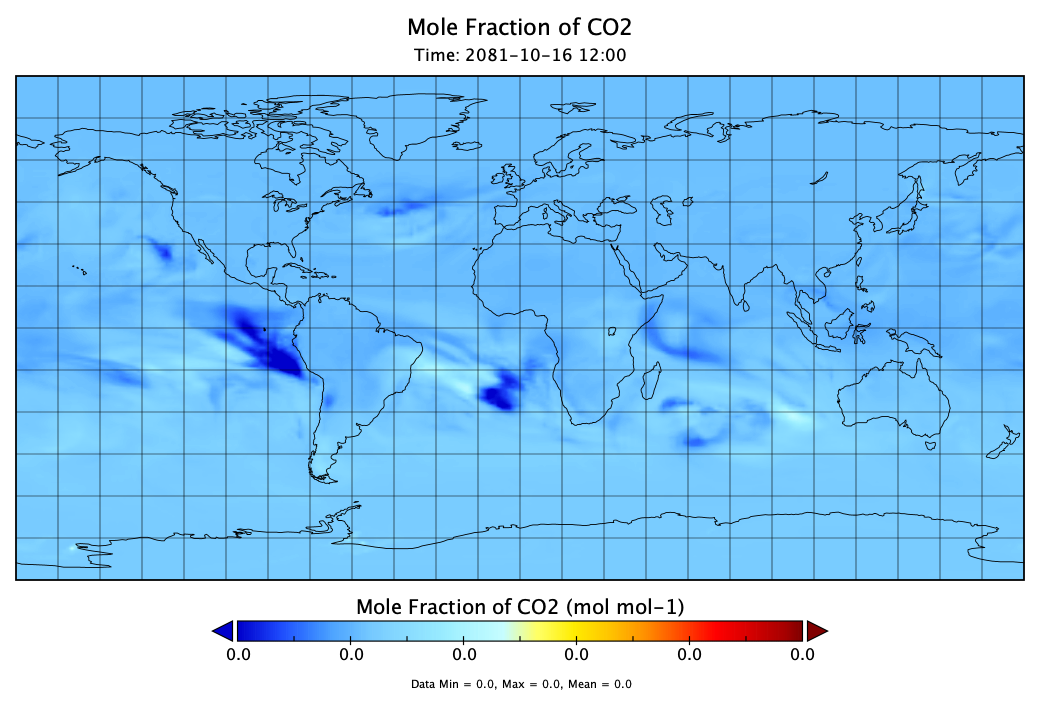 Mole Fraction of CO2
Time: 2081-10-16 12:00
Mole Fraction of CO2 (mol mol-1)
0.0 0.0 0.0 0.0 0.0 0.0
Data Min = 0.0, Max = 0.0, Mean = 0.0